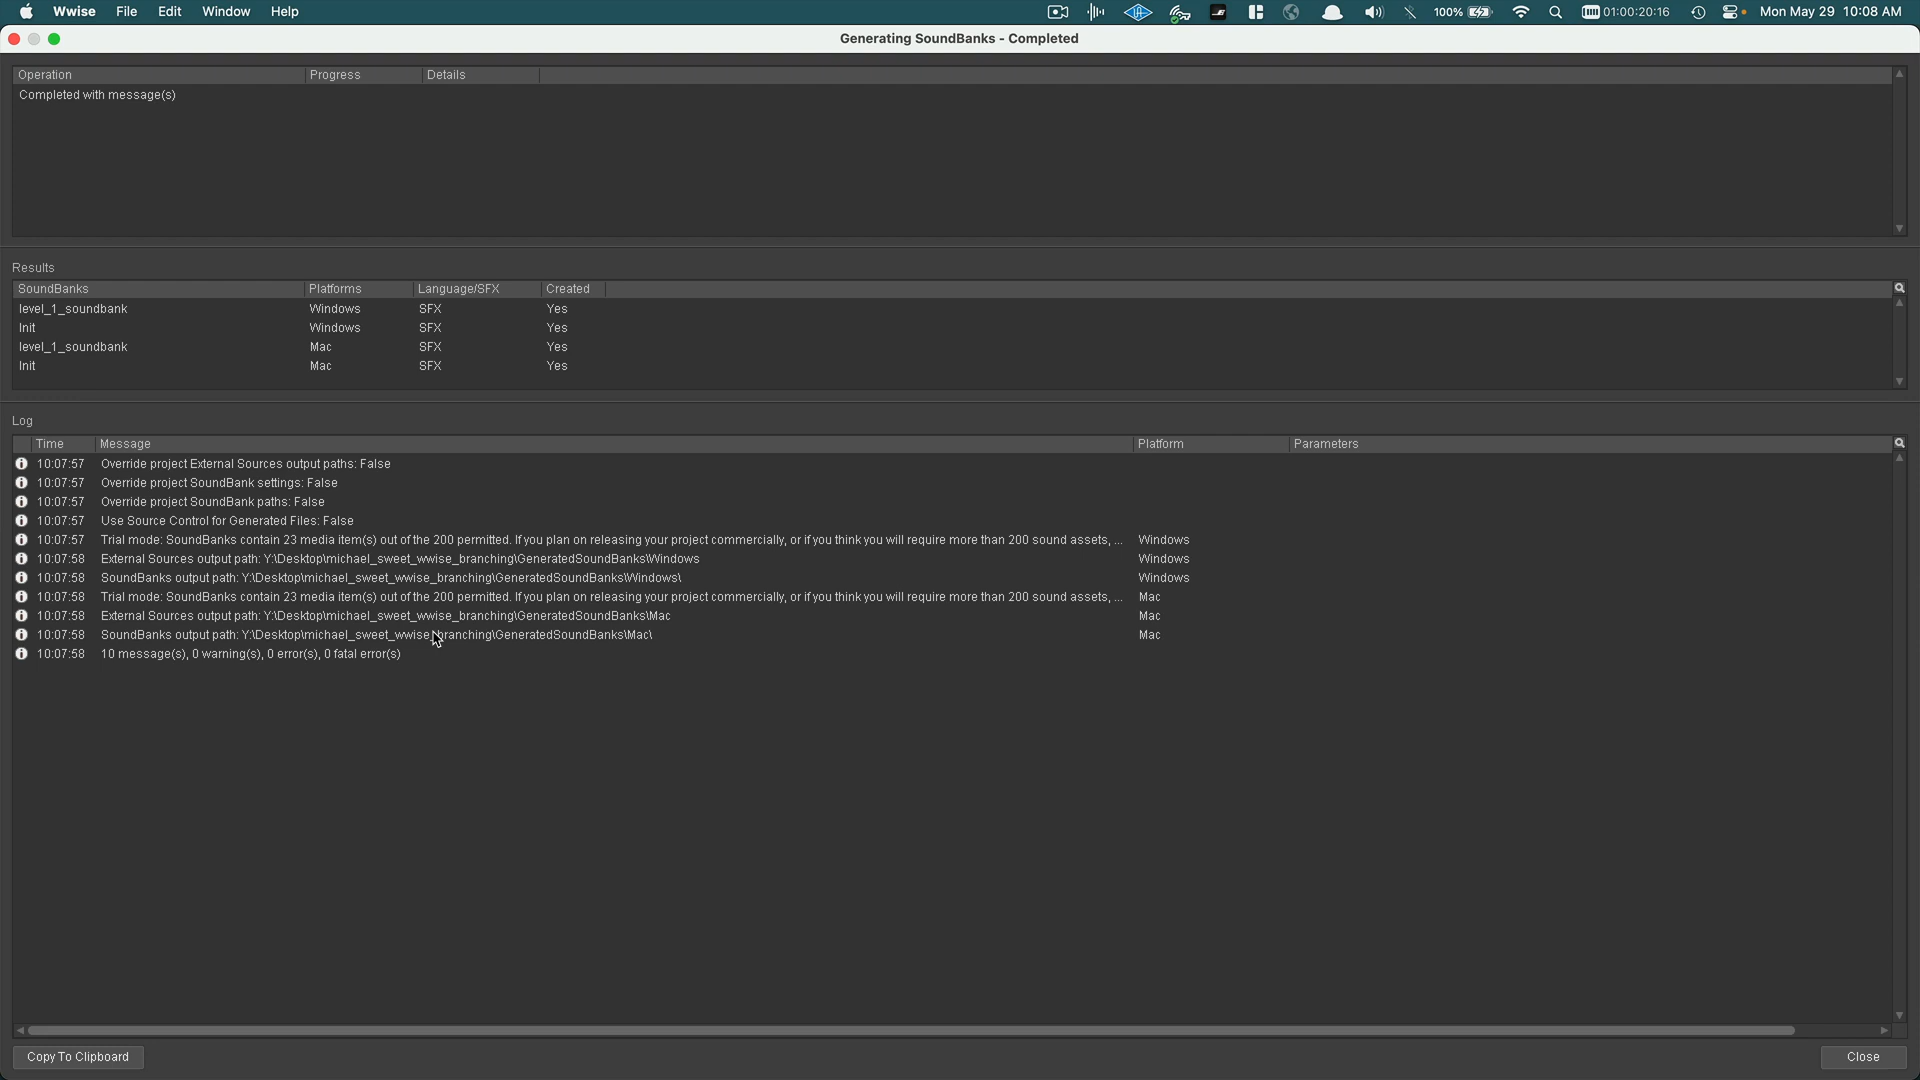 Wwise File Edit Window Help 100% 01:00:20:16 Mon May 29 10:08 AM
Generating SoundBanks - Completed
Operation Progress Details
Completed with message(s)
Results
SoundBanks Platforms Language/SFX Created
level_1_soundbank Windows SFX Yes
Init Windows SFX Yes
level_1_soundbank Mac SFX Yes
Init Mac SFX Yes
Log
Time Message Platform Parameters
10:07:57 Override project External Sources output paths: False
10:07:57 Override project SoundBank settings: False
10:07:57 Override project SoundBank paths: False
10:07:57 Use Source Control for Generated Files: False
10:07:57 Trial mode: SoundBanks contain 23 media item(s) out of the 200 permitted. If you plan on releasing your project commercially, or if you think you will require more than 200 sound assets, ... Windows
10:07:58 External Sources output path: Y:\Desktop\michael_sweet_wwise_branching\GeneratedSoundBanks\Windows Windows
10:07:58 SoundBanks output path: Y:\Desktop\michael_sweet_wwise_branching\GeneratedSoundBanks\Windows\ Windows
10:07:58 Trial mode: SoundBanks contain 23 media item(s) out of the 200 permitted. If you plan on releasing your project commercially, or if you think you will require more than 200 sound assets, ... Mac
10:07:58 External Sources output path: Y:\Desktop\michael_sweet_wwise_branching\GeneratedSoundBanks\Mac Mac
10:07:58 SoundBanks output path: Y:\Desktop\michael_sweet_wwise_branching\GeneratedSoundBanks\Mac\ Mac
10:07:58 10 message(s), 0 warning(s), 0 error(s), 0 fatal error(s)
Copy To Clipboard Close